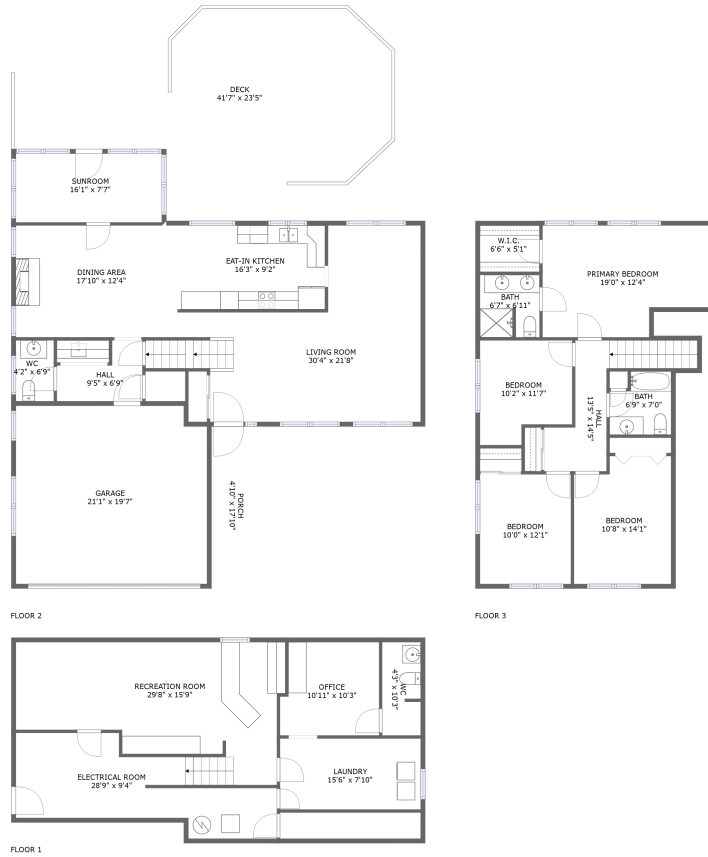 DECK
41'7" x 23'5"
SUNROOM
16'1" x 7'7"
EAT-IN KITCHEN
16'3" x 9'2"
DINING AREA
17'10" x 12'4"
LIVING ROOM
30'4" x 21'8"
WC
4'2" x 6'9"
HALL
9'5" x 6'9"
GARAGE
21'1" x 19'7"
PORCH
4'10" x 17'10"
FLOOR 2
W.I.C.
6'6" x 5'1"
PRIMARY BEDROOM
19'0" x 12'4"
BATH
6'7" x 6'11"
BEDROOM
10'2" x 11'7"
HALL
13'5" x 14'5"
BATH
6'9" x 7'0"
BEDROOM
10'0" x 12'1"
BEDROOM
10'8" x 14'1"
FLOOR 3
RECREATION ROOM
29'8" x 15'9"
OFFICE
10'11" x 10'3"
WC
4'3" x 10'3"
ELECTRICAL ROOM
28'9" x 9'4"
LAUNDRY
15'6" x 7'10"
FLOOR 1